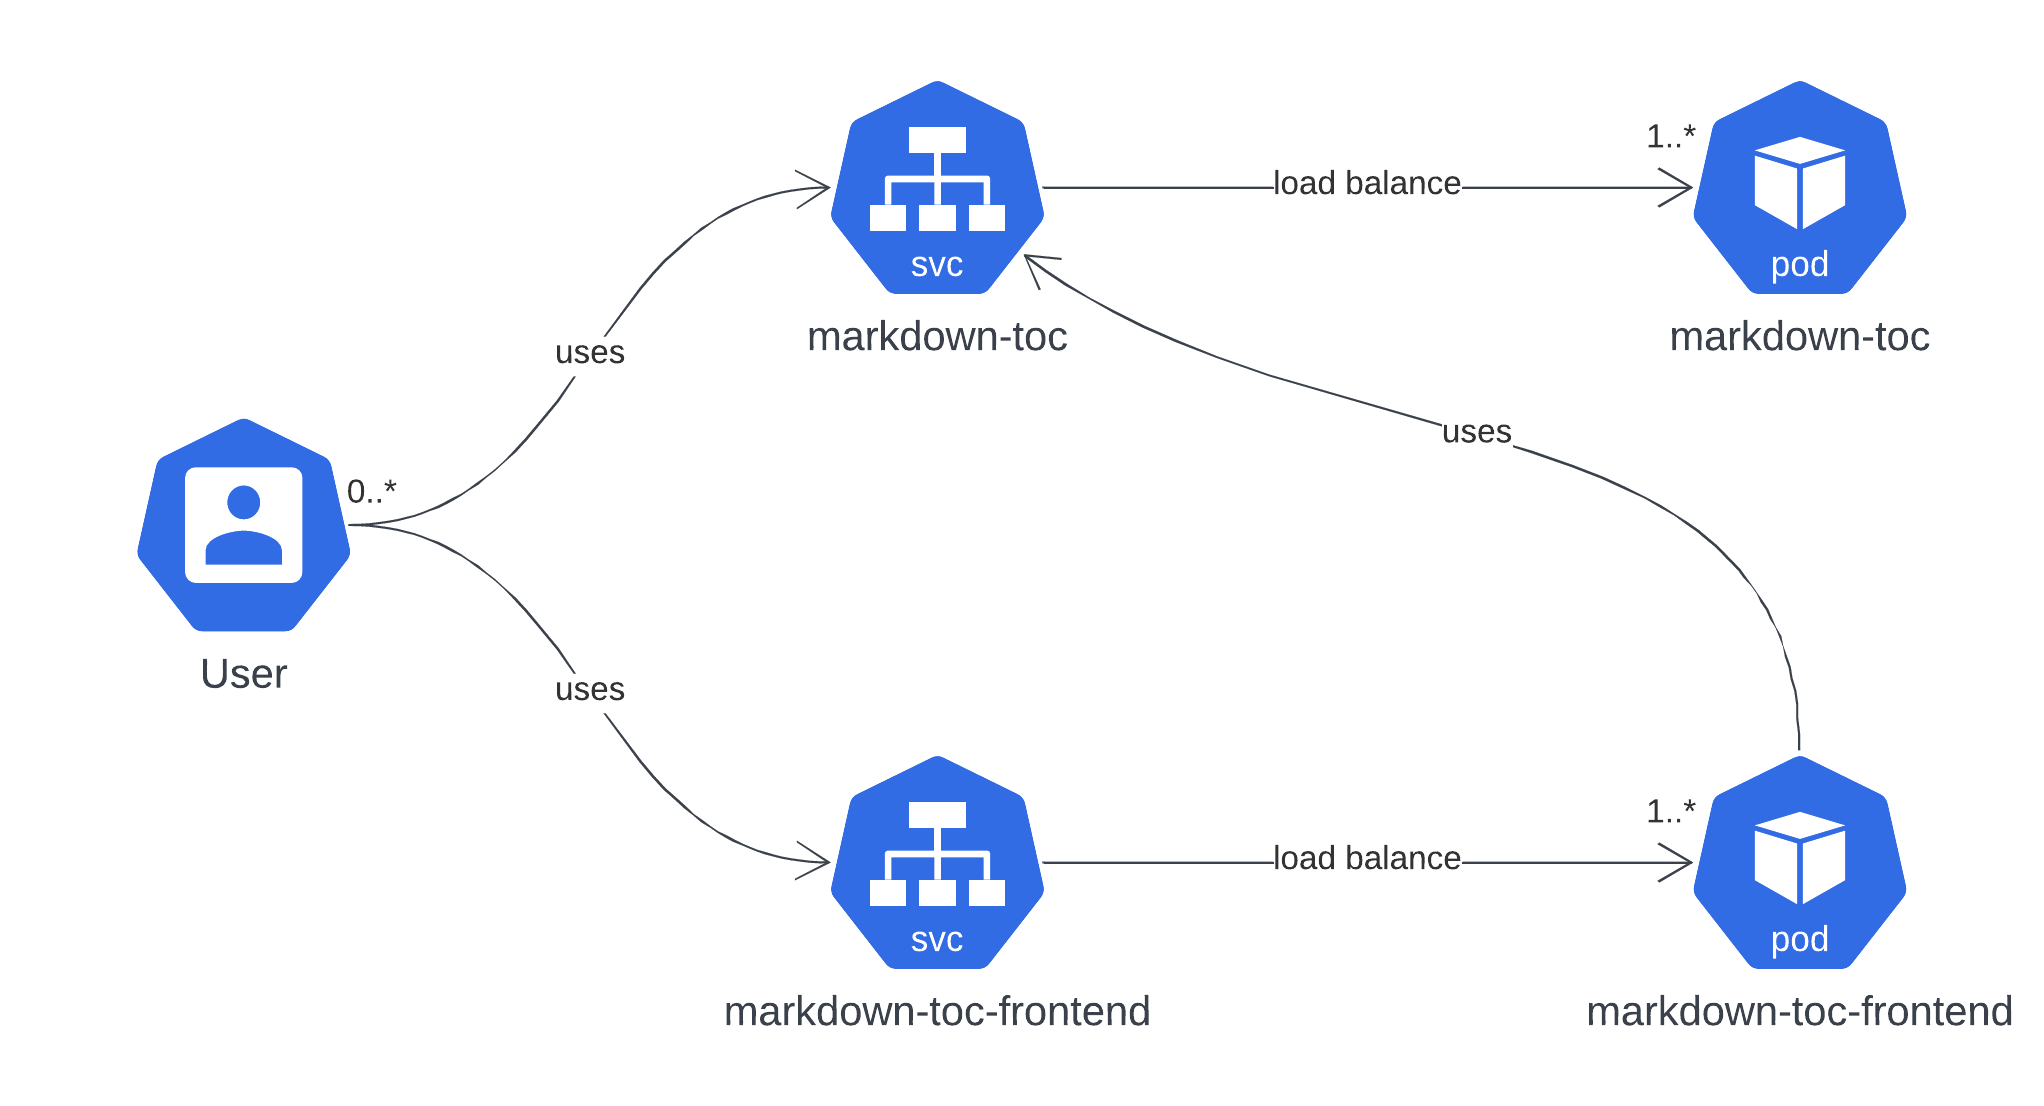 svc
markdown-toc
load balance
1..*
pod
markdown-toc
uses
uses
0..*
User
uses
svc
markdown-toc-frontend
load balance
1..*
pod
markdown-toc-frontend